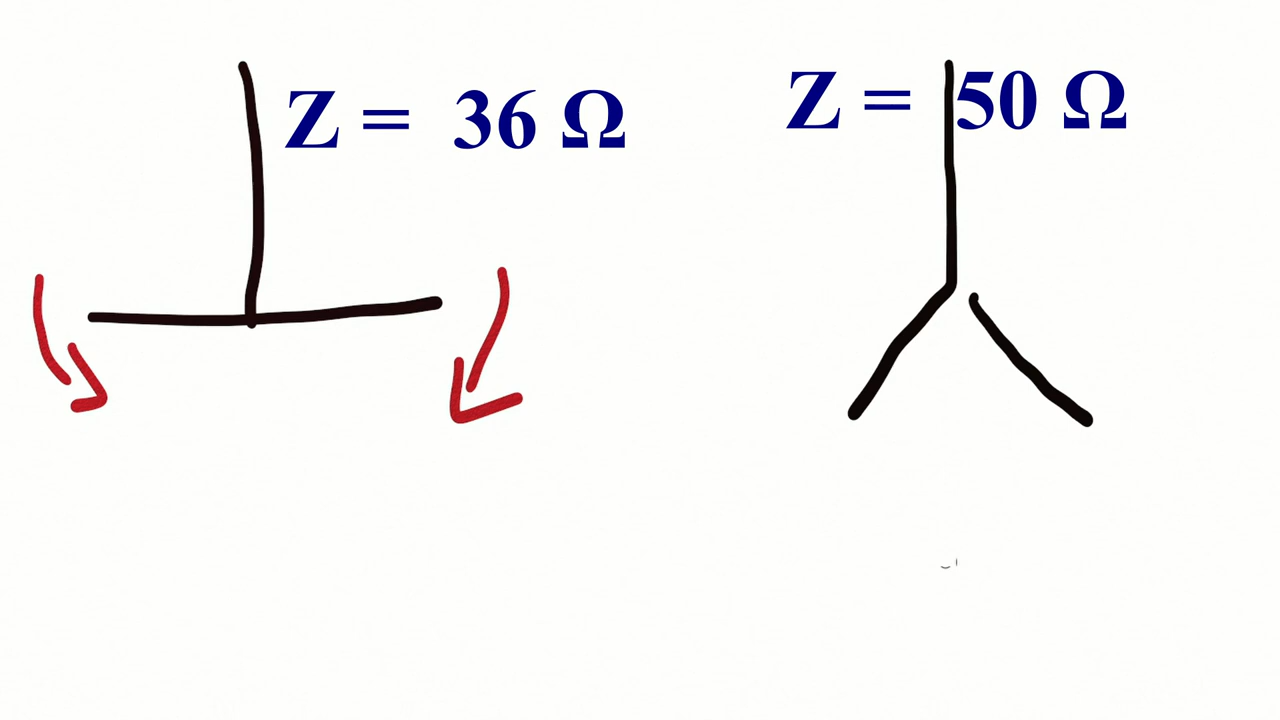 Z = 36 Ω
Z = 50 Ω